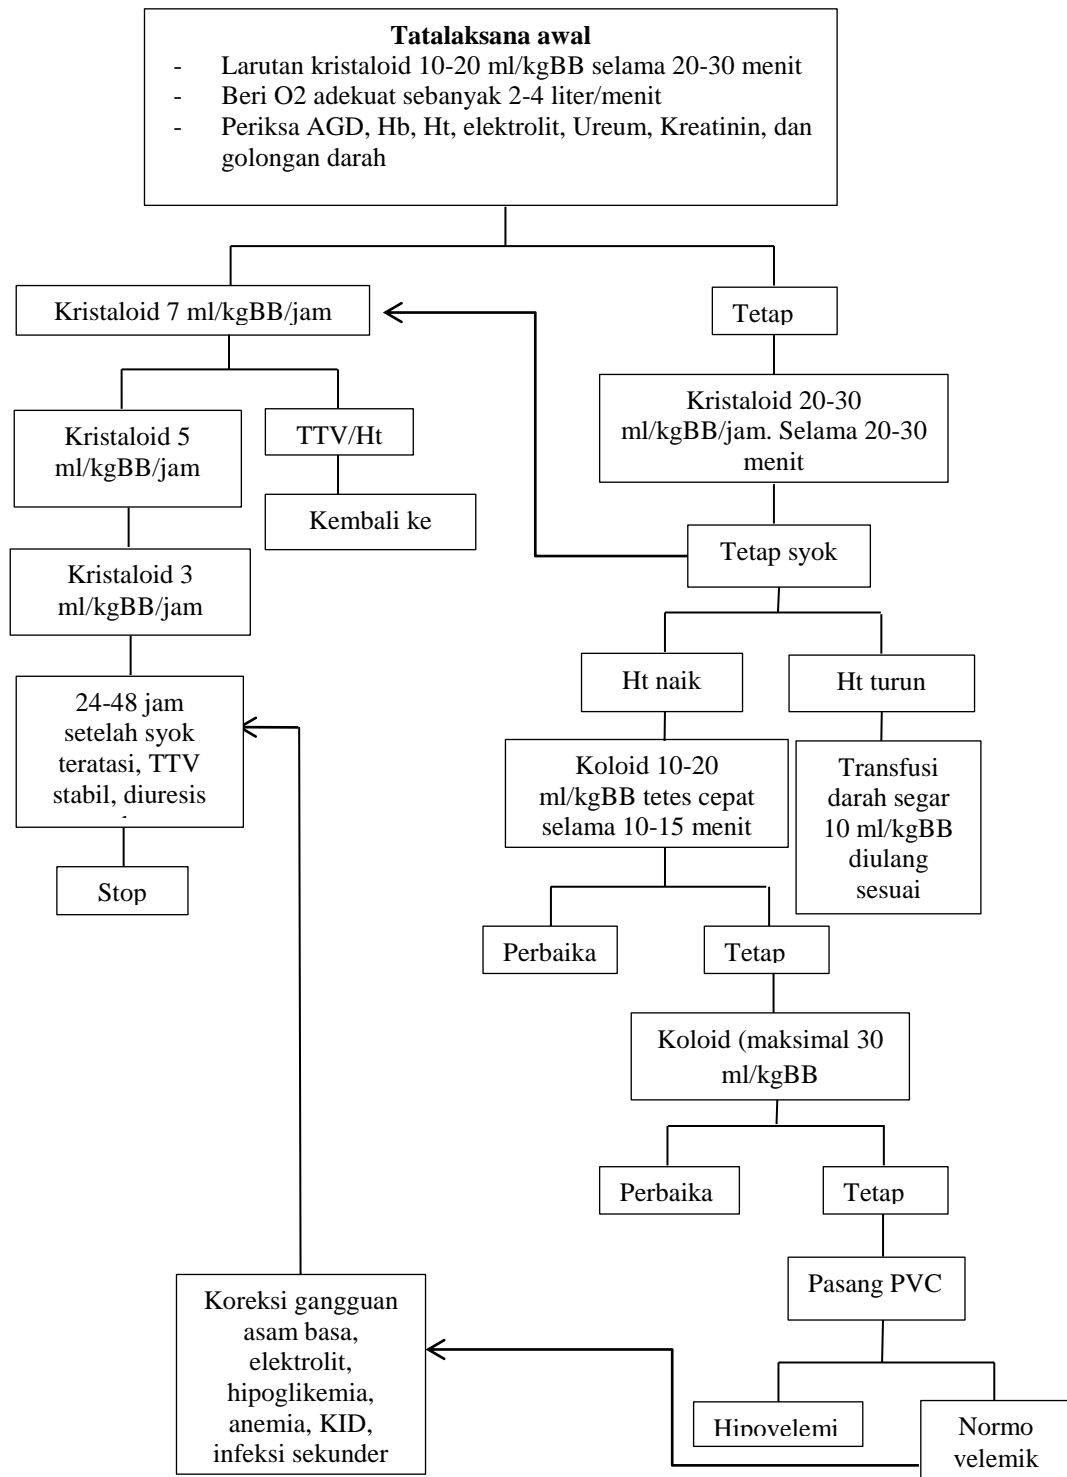 Tatalaksana awal
- Larutan kristaloid 10-20 ml/kgBB selama 20-30 menit
- Beri O2 adekuat sebanyak 2-4 liter/menit
- Periksa AGD, Hb, Ht, elektrolit, Ureum, Kreatinin, dan
golongan darah
Kristaloid 7 ml/kgBB/jam
Tetap
Kristaloid 5
ml/kgBB/jam
TTV/Ht
Kristaloid 20-30
ml/kgBB/jam. Selama 20-30
menit
Kembali ke
Kristaloid 3
ml/kgBB/jam
Tetap syok
Ht naik
Ht turun
24-48 jam
setelah syok
teratasi, TTV
stabil, diuresis
Koloid 10-20
ml/kgBB tetes cepat
selama 10-15 menit
Transfusi
darah segar
10 ml/kgBB
diulang
sesuai
Stop
Perbaika
Tetap
Koloid (maksimal 30
ml/kgBB
Perbaika
Tetap
Pasang PVC
Koreksi gangguan
asam basa,
elektrolit,
hipoglikemia,
anemia, KID,
infeksi sekunder
Hipovelemi
Normo
velemik